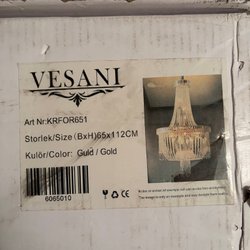 VESANI
Art Nr:KRFOR651
Storlek/Size (BxH)65x112CM
Kulör/Color: Guld / Gold
6065010